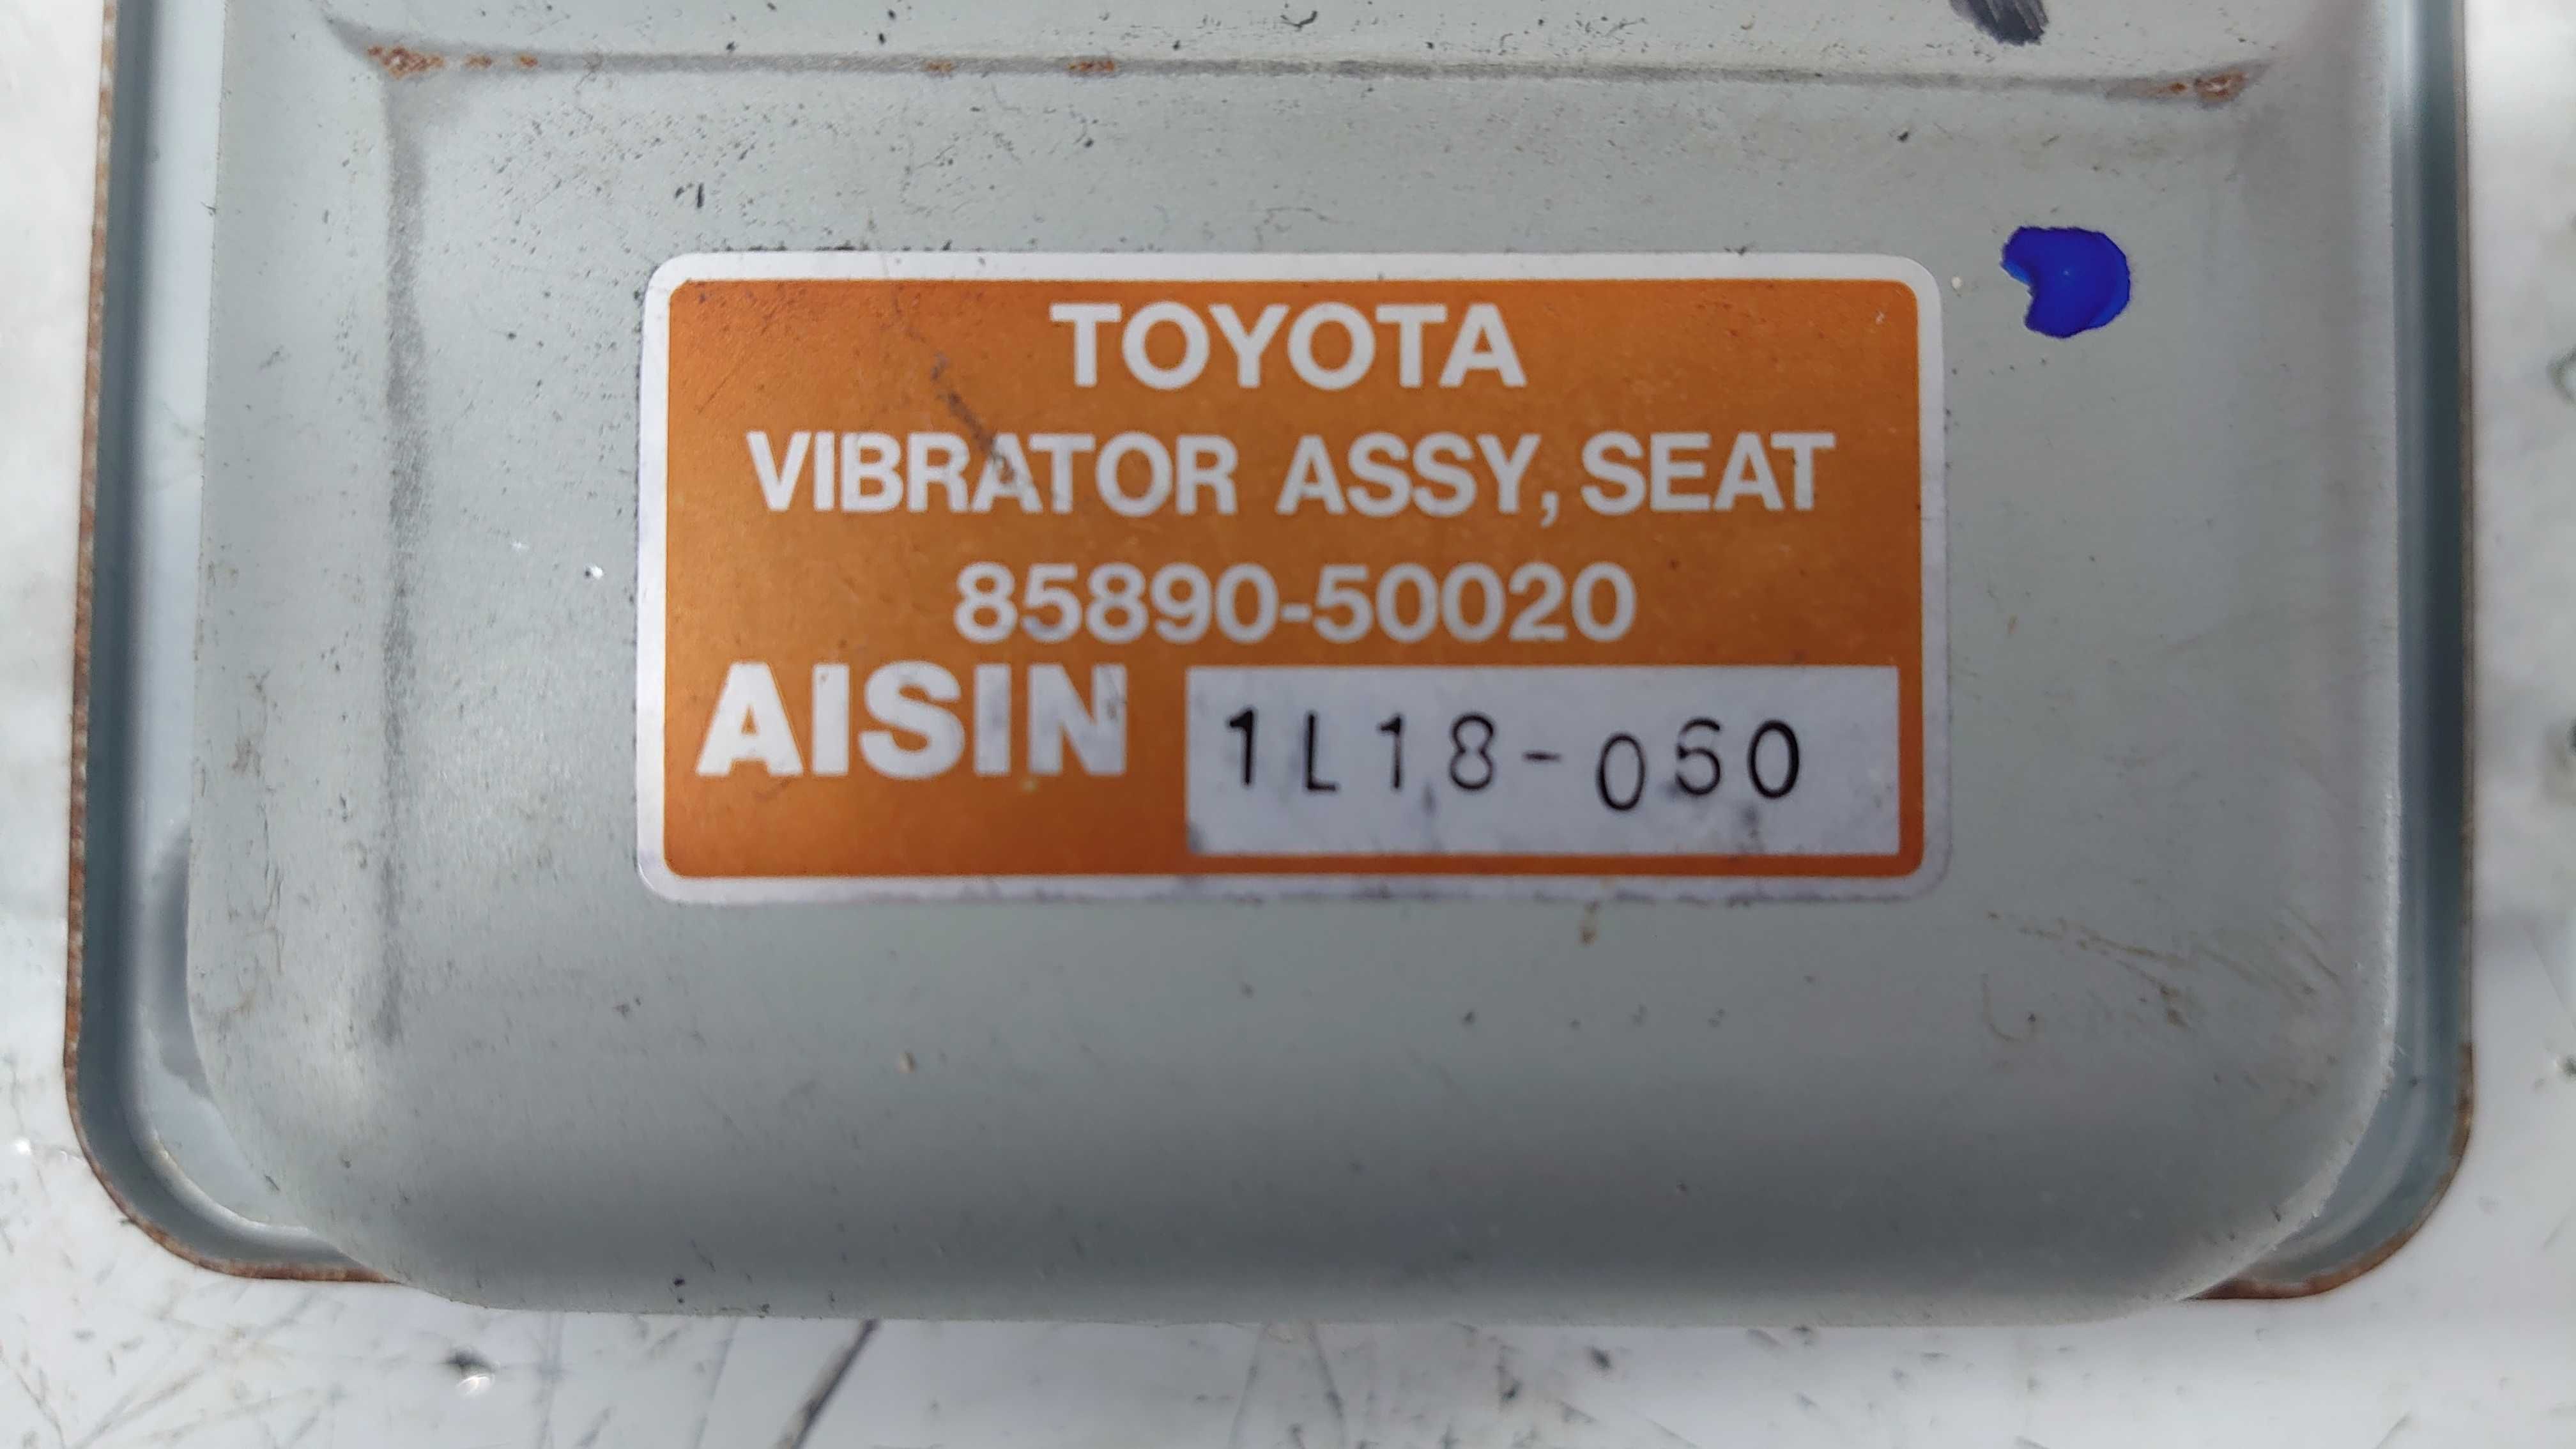 TOYOTA
VIBRATOR ASSY, SEAT
85890-50020
AISIN 1L18-060